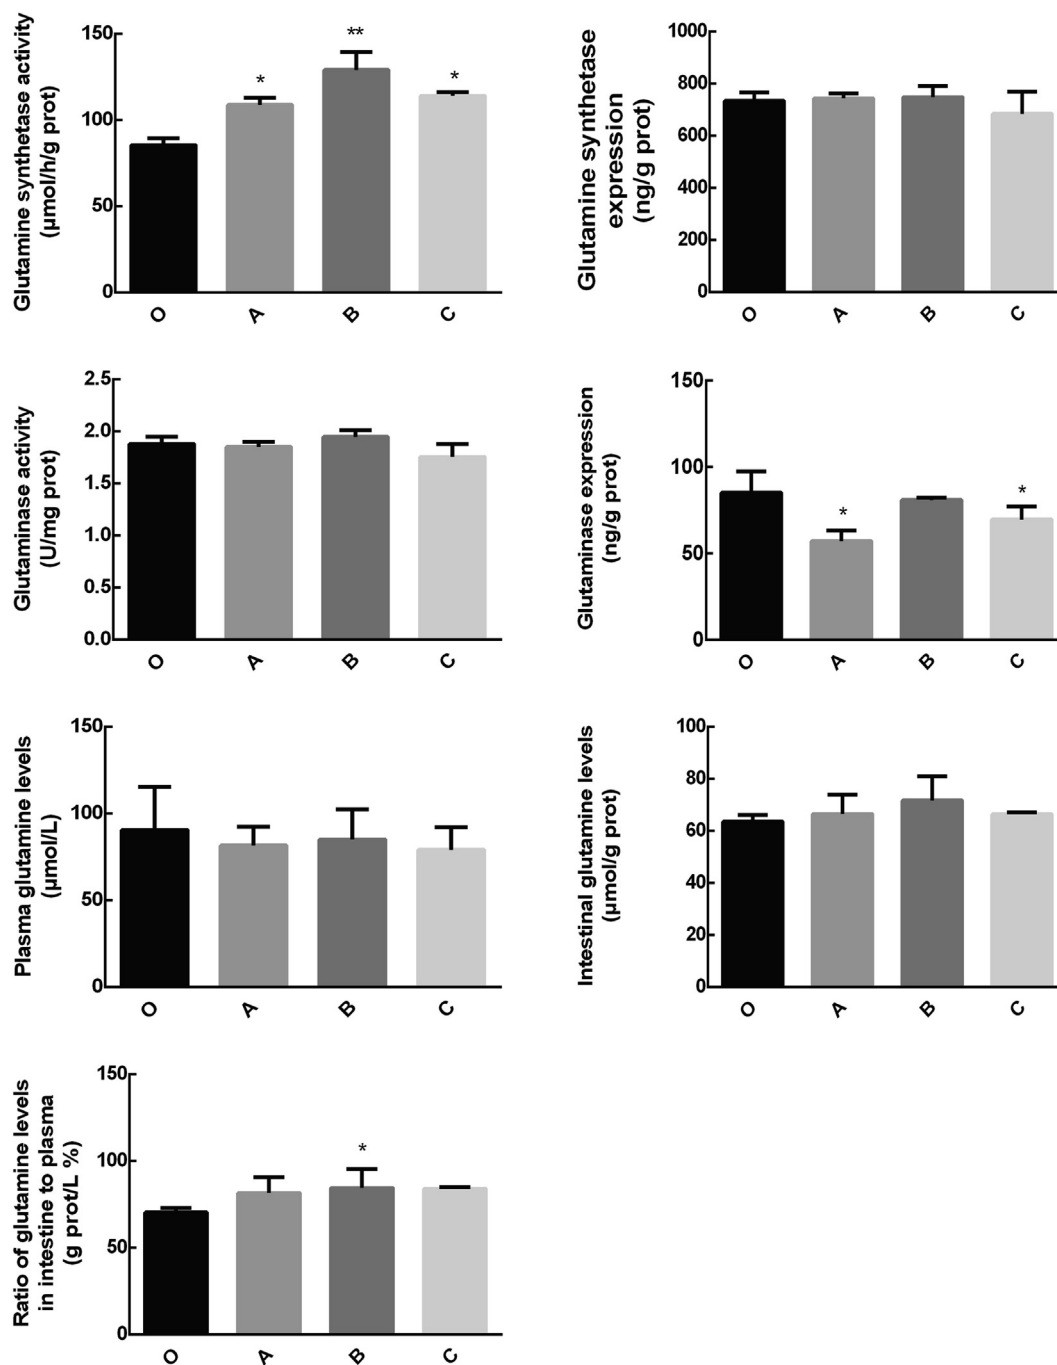 Glutamine synthetase activity
(μmol/h/g prot)
150
100
50
0
*
**
*
O
A
B
C
Glutamine synthetase
expression
(ng/g prot)
1000
800
600
400
200
0
O
A
B
C
Glutaminase activity
(U/mg prot)
2.5
2.0
1.5
1.0
0.5
0.0
O
A
B
C
Glutaminase expression
(ng/g prot)
150
100
50
0
*
*
O
A
B
C
Plasma glutamine levels
(μmol/L)
150
100
50
0
O
A
B
C
Intestinal glutamine levels
(μmol/g prot)
100
80
60
40
20
0
O
A
B
C
Ratio of glutamine levels
in intestine to plasma
(g prot/L %)
150
100
50
0
*
O
A
B
C